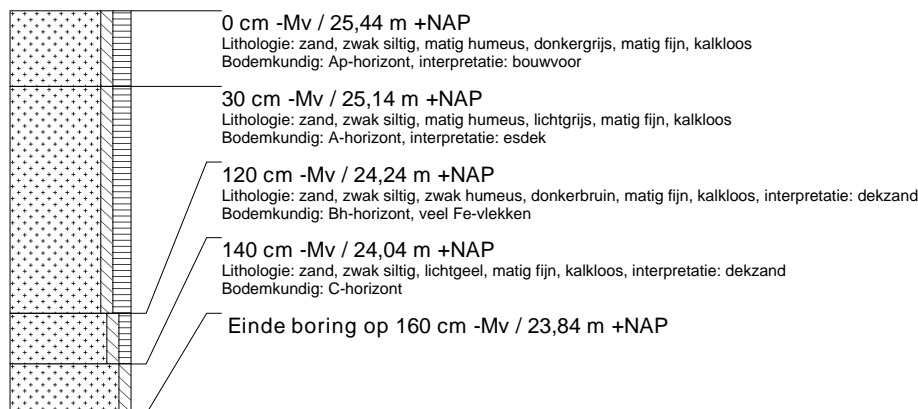 0 cm -Mv / 25,44 m +NAP
Lithologie: zand, zwak siltig, matig humeus, donkergrijs, matig fijn, kalkloos
Bodemkundig: Ap-horizont, interpretatie: bouwvoor
30 cm -Mv / 25,14 m +NAP
Lithologie: zand, zwak siltig, matig humeus, lichtgrijs, matig fijn, kalkloos
Bodemkundig: A-horizont, interpretatie: esdek
120 cm -Mv / 24,24 m +NAP
Lithologie: zand, zwak siltig, zwak humeus, donkerbruin, matig fijn, kalkloos, interpretatie: dekzand
Bodemkundig: Bh-horizont, veel Fe-vlekken
140 cm -Mv / 24,04 m +NAP
Lithologie: zand, zwak siltig, lichtgeel, matig fijn, kalkloos, interpretatie: dekzand
Bodemkundig: C-horizont
Einde boring op 160 cm -Mv / 23,84 m +NAP